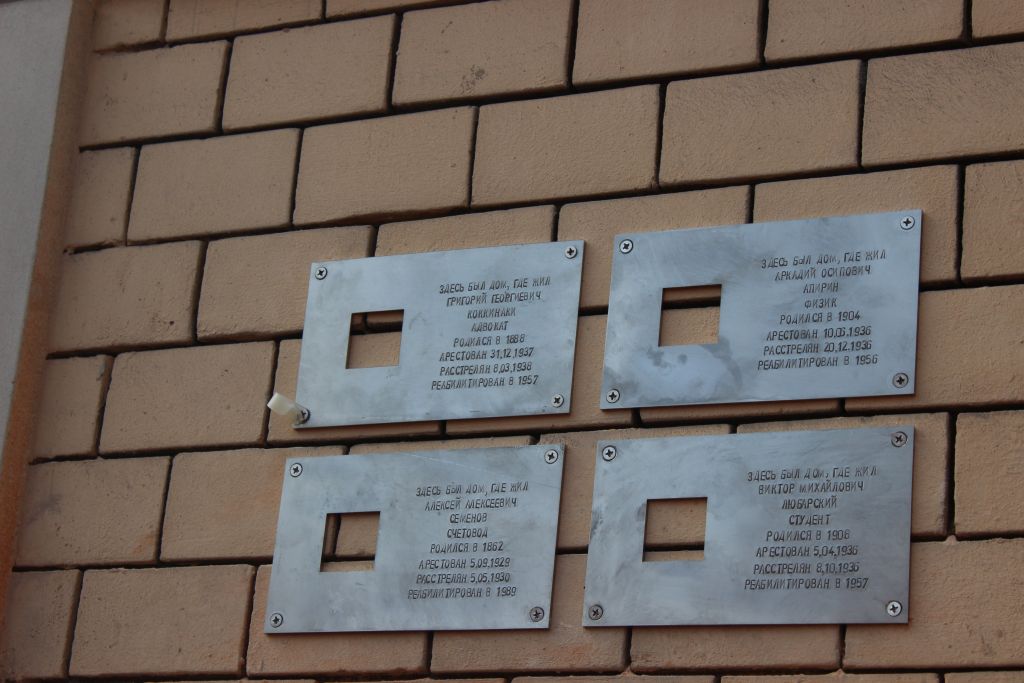 ЗДЕСЬ БЫЛ ДОМ, ГДЕ ЖИЛ
ГРИГОРИЙ ГЕОРГИЕВИЧ
КОККИНАКИ
АДВОКАТ
РОДИЛСЯ В 1888
АРЕСТОВАН 31.12.1937
РАССТРЕЛЯН 8.03.1938
РЕАБИЛИТИРОВАН В 1957
ЗДЕСЬ БЫЛ ДОМ, ГДЕ ЖИЛ
АРКАДИЙ ОСИПОВИЧ
АПИРИН
ФИЗИК
РОДИЛСЯ В 1904
АРЕСТОВАН 10.06.1936
РАССТРЕЛЯН 20.12.1936
РЕАБИЛИТИРОВАН В 1956
ЗДЕСЬ БЫЛ ДОМ, ГДЕ ЖИЛ
АЛЕКСЕЙ АЛЕКСЕЕВИЧ
СЕМЕНОВ
СЧЕТОВОД
РОДИЛСЯ В 1862
АРЕСТОВАН 5.09.1929
РАССТРЕЛЯН 5.05.1930
РЕАБИЛИТИРОВАН В 1989
ЗДЕСЬ БЫЛ ДОМ, ГДЕ ЖИЛ
ВИКТОР МИХАЙЛОВИЧ
ЛЮБАРСКИЙ
СТУДЕНТ
РОДИЛСЯ В 1908
АРЕСТОВАН 5.04.1936
РАССТРЕЛЯН 8.10.1936
РЕАБИЛИТИРОВАН В 1957